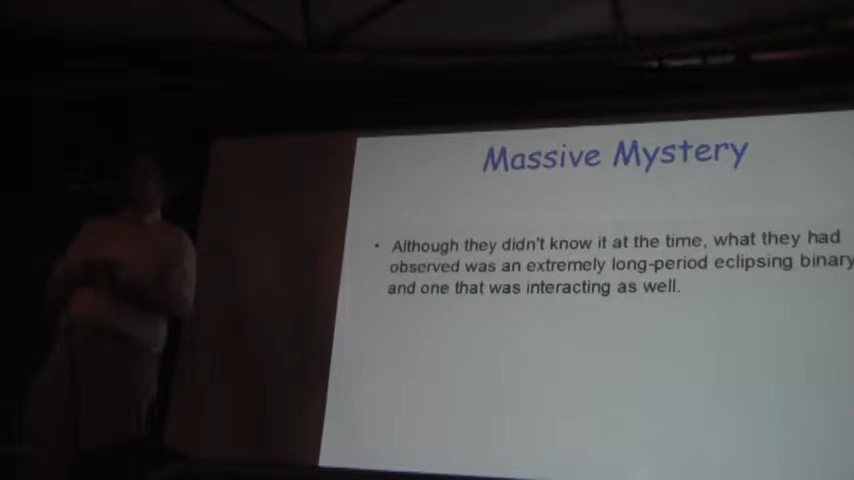 Massive Mystery
• Although they didn't know it at the time, what they had
observed was an extremely long-period eclipsing binary
and one that was interacting as well.